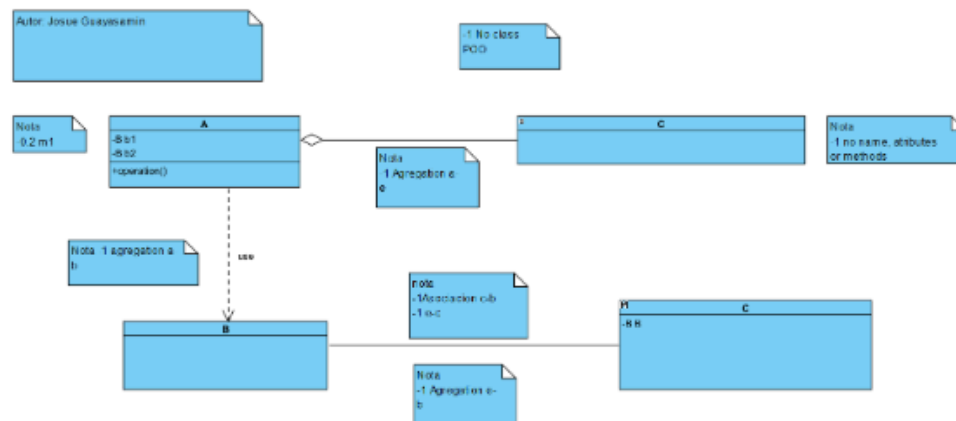 Autor: Josue Guayasamin
-1 No class
POO
Nota
-0.2 m1
A
-B b1
-B b2
+operation()
C
Nota
-1 no name, atributes
or methods
Nota
-1 Agregation a-
e
Nota -1 agregation a-
b
use
nota
-1Asociacion c-b
-1 e-c
B
C
-B B
Nota
-1 Agregation e-
b